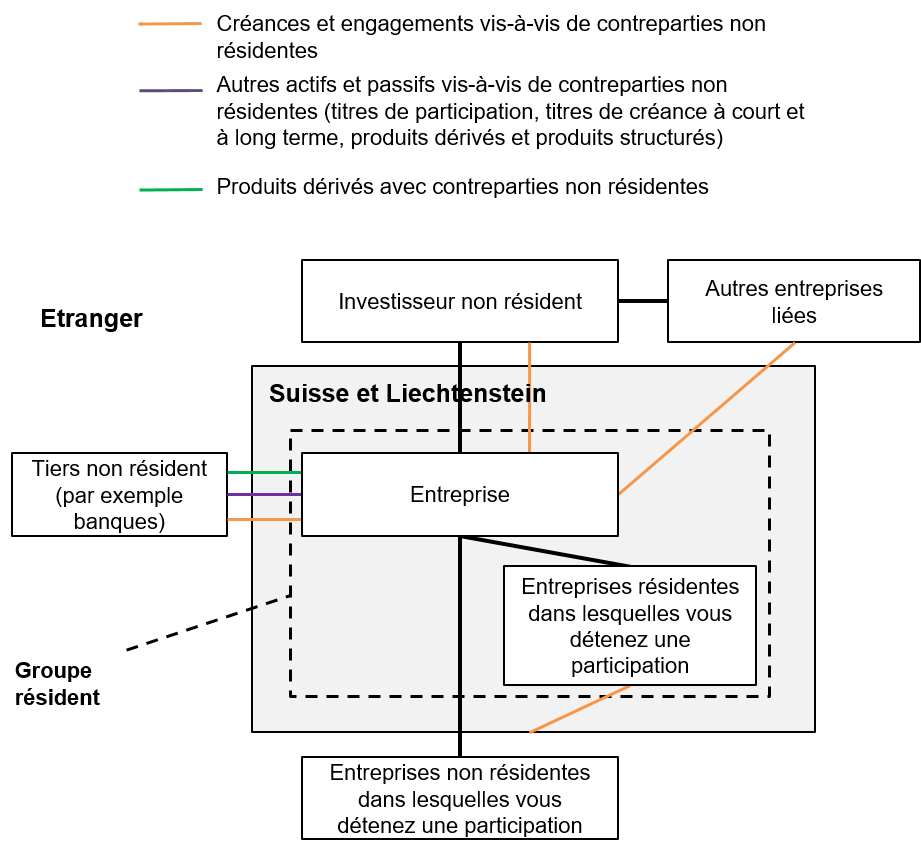 Créances et engagements vis-à-vis de contreparties non
résidentes
Autres actifs et passifs vis-à-vis de contreparties non
résidentes (titres de participation, titres de créance à court et
à long terme, produits dérivés et produits structurés)
Produits dérivés avec contreparties non résidentes
Investisseur non résident
Autres entreprises
liées
Etranger
Suisse et Liechtenstein
Tiers non résident
(par exemple
banques)
Entreprise
Entreprises résidentes
dans lesquelles vous
détenez une
participation
Groupe
résident
Entreprises non résidentes
dans lesquelles vous
détenez une participation